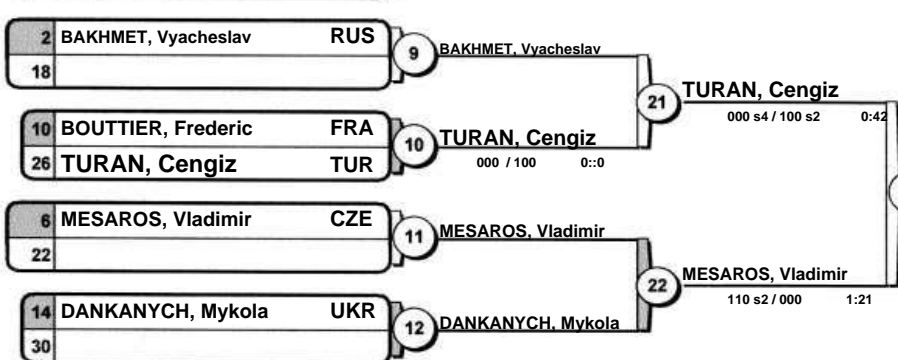 2 BAKHMET, Vyacheslav RUS
18
9
BAKHMET, Vyacheslav
10 BOUTTIER, Frederic FRA
26 TURAN, Cengiz TUR
10
TURAN, Cengiz
000 / 100 0::0
21
TURAN, Cengiz
000 s4 / 100 s2 0:42
6 MESAROS, Vladimir CZE
22
11
MESAROS, Vladimir
14 DANKANYCH, Mykola UKR
30
12
DANKANYCH, Mykola
22
MESAROS, Vladimir
110 s2 / 000 1:21